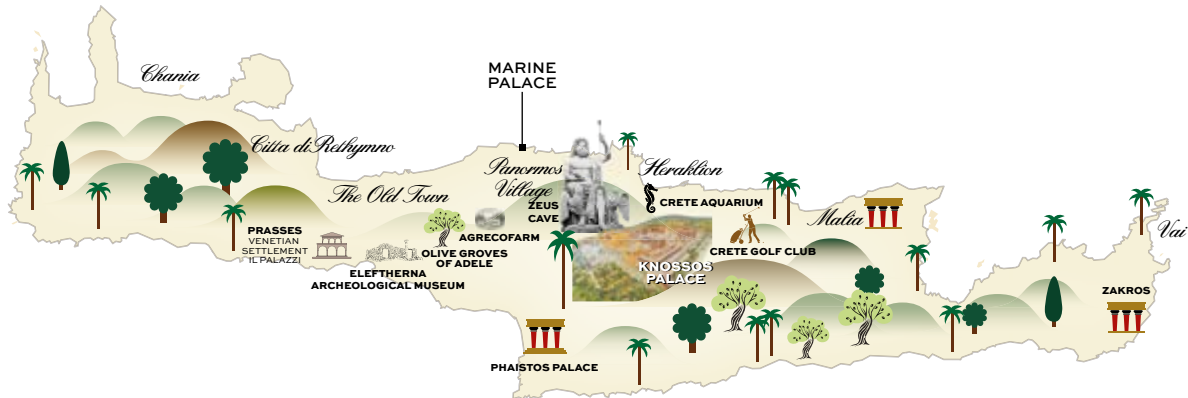 Chania
MARINE
PALACE
Citta di Rethymno
The Old Town
Panormos
Village
ZEUS
CAVE
Heraklion
CRETE AQUARIUM
Malia
Vai
PRASSES
VENETIAN
SETTLEMENT
IL PALAZZI
AGRECOFARM
OLIVE GROVES
OF ADELE
ELEFTHERNA
ARCHEOLOGICAL MUSEUM
CRETE GOLF CLUB
KNOSSOS
PALACE
ZAKROS
PHAISTOS PALACE